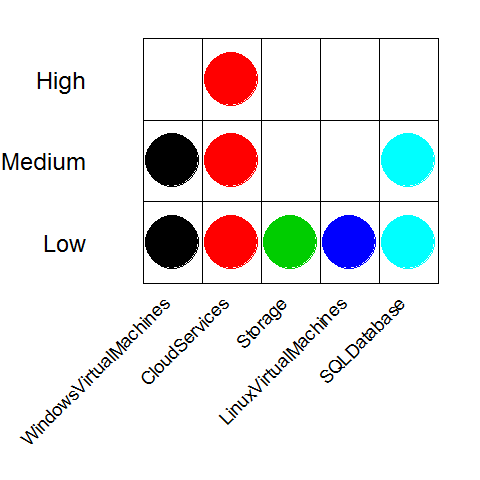 High
Medium
Low
WindowsVirtualMachines
CloudServices
Storage
LinuxVirtualMachines
SQLDatabase